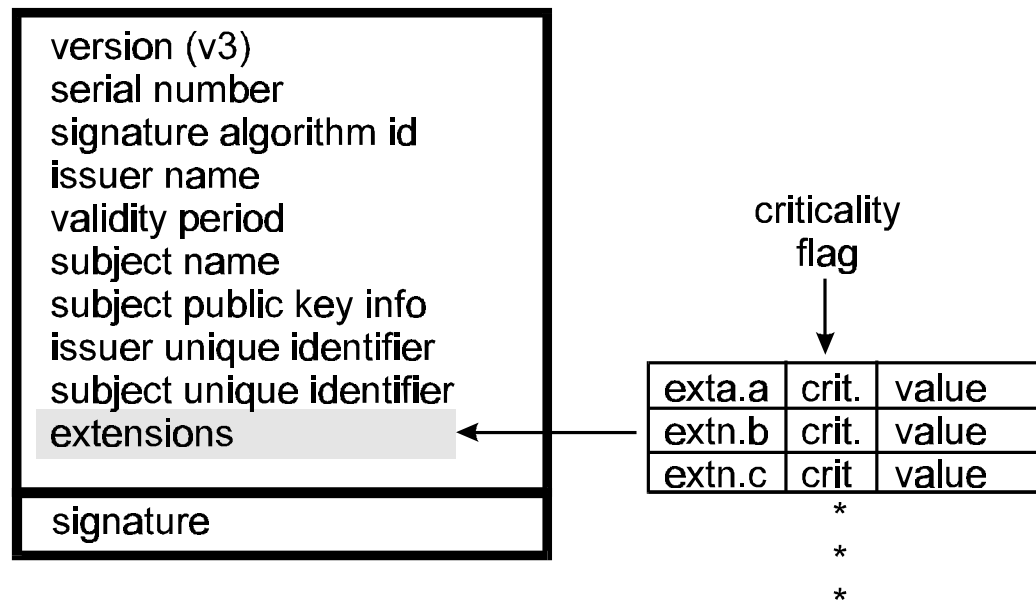 version (v3)
serial number
signature algorithm id
issuer name
validity period
subject name
subject public key info
issuer unique identifier
subject unique identifier
extensions
signature
criticality
flag
exta.a crit. value
extn.b crit. value
extn.c crit value
*
*
*